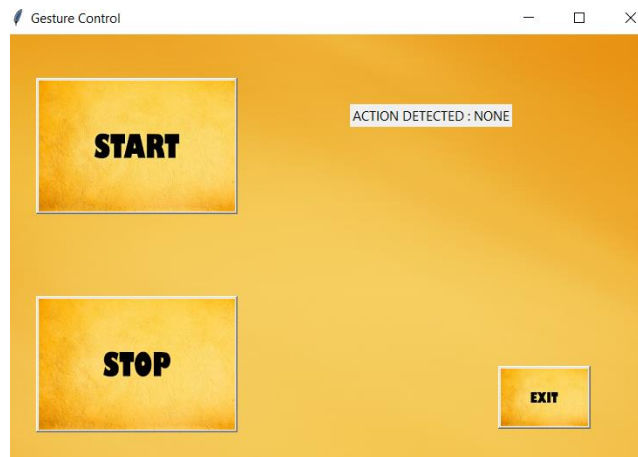 Gesture Control
START
ACTION DETECTED : NONE
STOP
EXIT